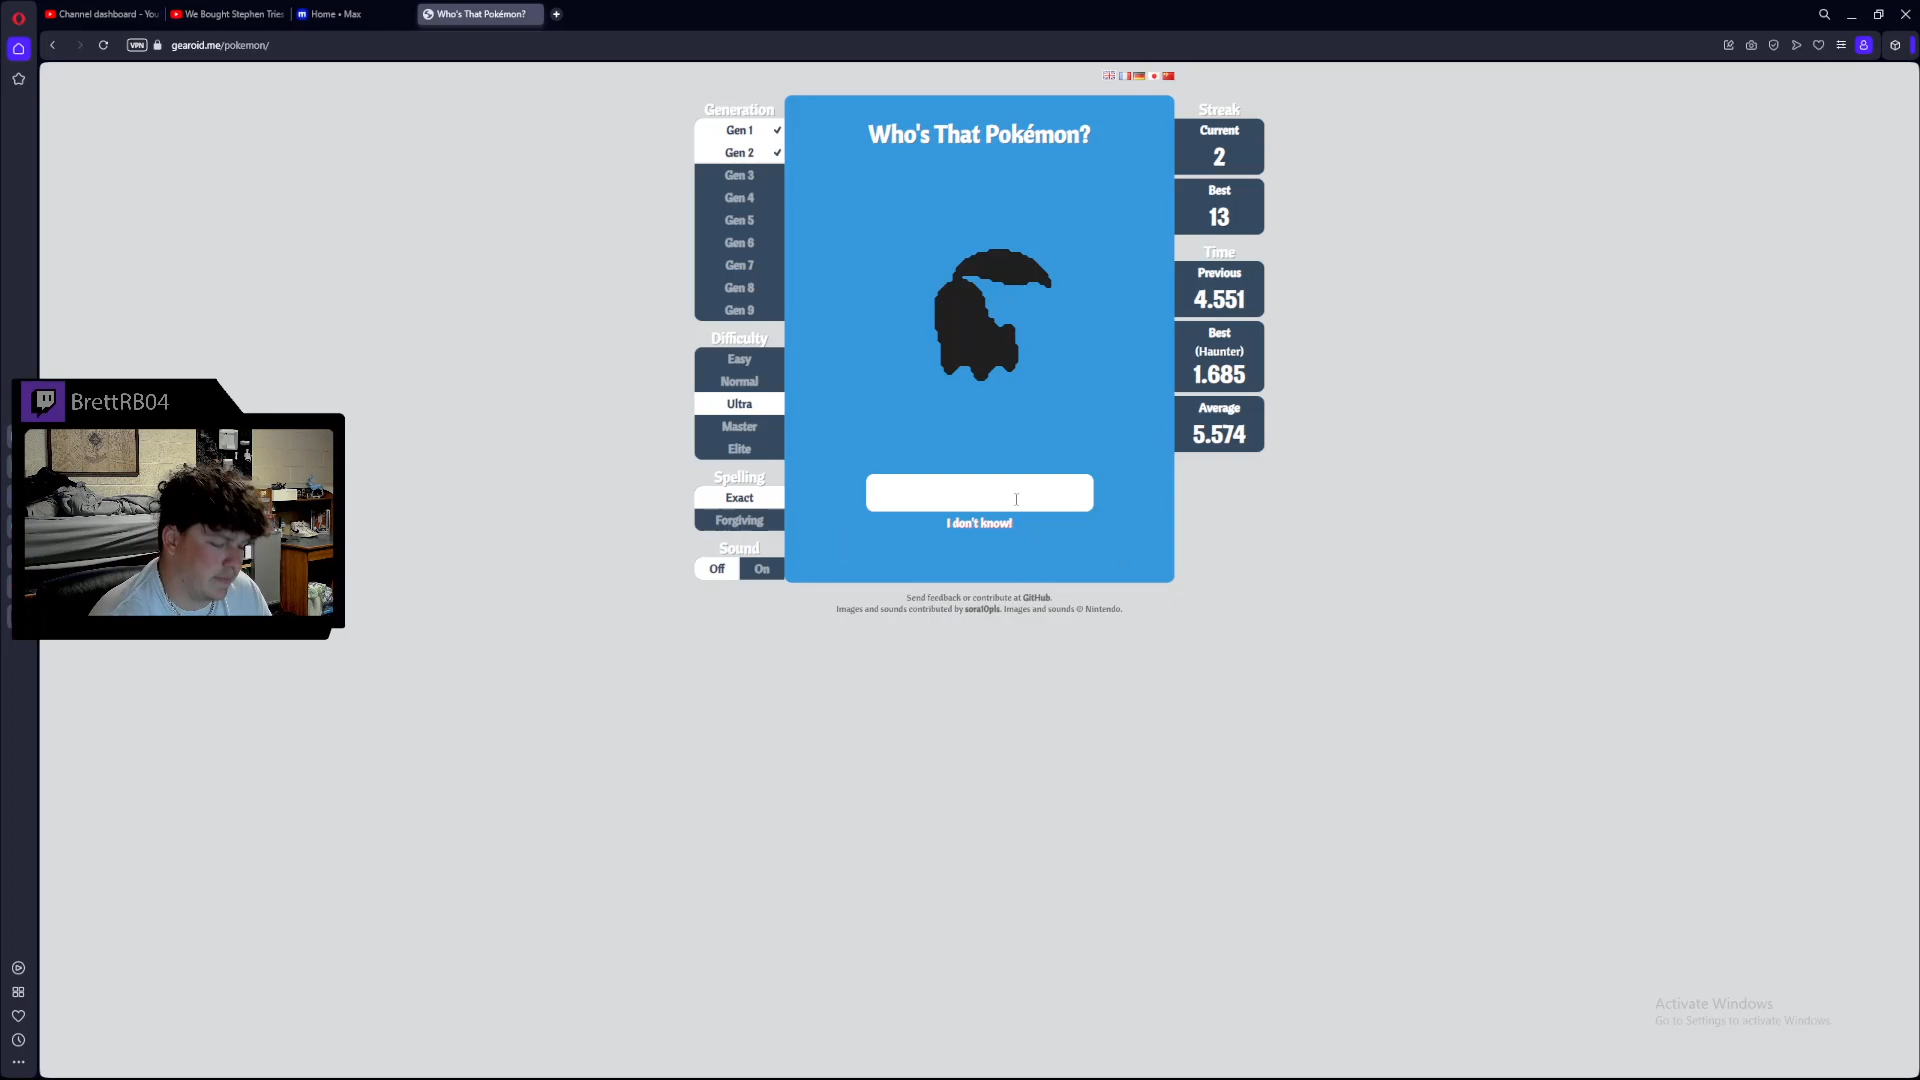 Channel dashboard - You
We Bought Stephen Tries
Home • Max
Who's That Pokémon?
VPN
gearoid.me/pokemon/
Generation
Gen 1
Gen 2
Gen 3
Gen 4
Gen 5
Gen 6
Gen 7
Gen 8
Gen 9
Difficulty
Easy
Normal
Ultra
Master
Elite
Spelling
Exact
Forgiving
Sound
Off On
Who's That Pokémon?
I don't know!
Streak
Current
2
Best
13
Time
Previous
4.551
Best
(Haunter)
1.685
Average
5.574
Send feedback or contribute at GitHub.
Images and sounds contributed by sora10pls. Images and sounds © Nintendo.
BrettRB04
Activate Windows
Go to Settings to activate Windows.